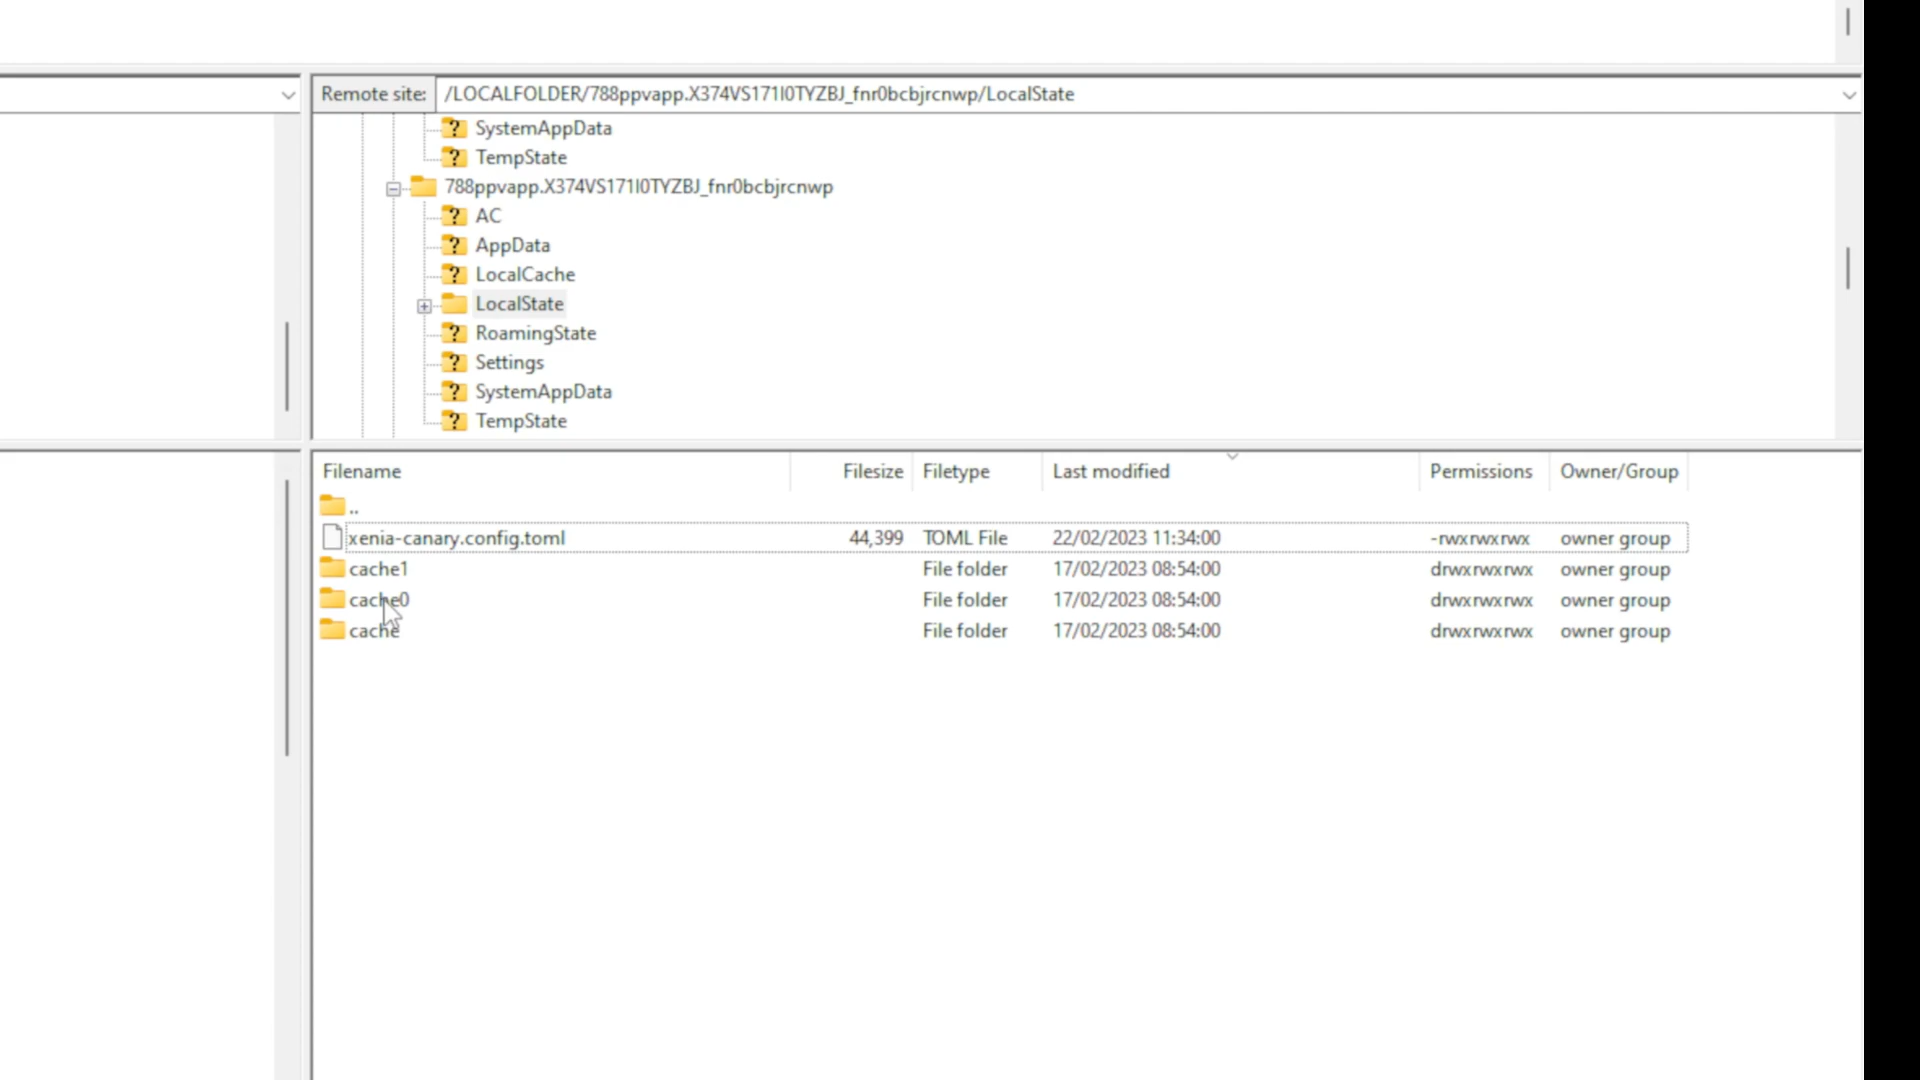 Remote site: /LOCALFOLDER/788ppvapp.X374VS171I0TYZBJ_fnr0bcbjrcnwp/LocalState
SystemAppData
TempState
788ppvapp.X374VS171I0TYZBJ_fnr0bcbjrcnwp
AC
AppData
LocalCache
LocalState
RoamingState
Settings
SystemAppData
TempState
Filename Filesize Filetype Last modified Permissions Owner/Group
..
xenia-canary.config.toml 44,399 TOML File 22/02/2023 11:34:00 -rwxrwxrwx owner group
cache1 File folder 17/02/2023 08:54:00 drwxrwxrwx owner group
cache0 File folder 17/02/2023 08:54:00 drwxrwxrwx owner group
cache File folder 17/02/2023 08:54:00 drwxrwxrwx owner group